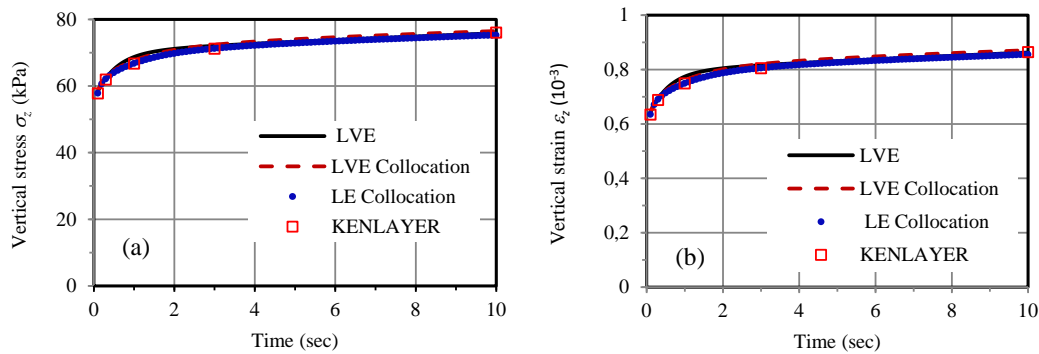 80
60
40
20
0
Vertical stress σz (kPa)
LVE
LVE Collocation
LE Collocation
KENLAYER
(a)
0 2 4 6 8 10
Time (sec)
1
0,8
0,6
0,4
0,2
0
Vertical strain εz (10-3)
LVE
LVE Collocation
LE Collocation
KENLAYER
(b)
0 2 4 6 8 10
Time (sec)